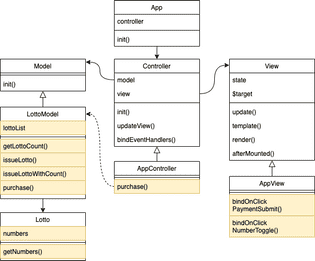 App
controller
init()
Model
init()
Controller
model
view
init()
updateView()
bindEventHandlers()
View
state
$target
update()
template()
render()
afterMounted()
LottoModel
lottoList
getLottoCount()
issueLotto()
issueLottoWithCount()
purchase()
AppController
purchase()
AppView
bindOnClick
PaymentSubmit()
bindOnClick
NumberToggle()
Lotto
numbers
getNumbers()